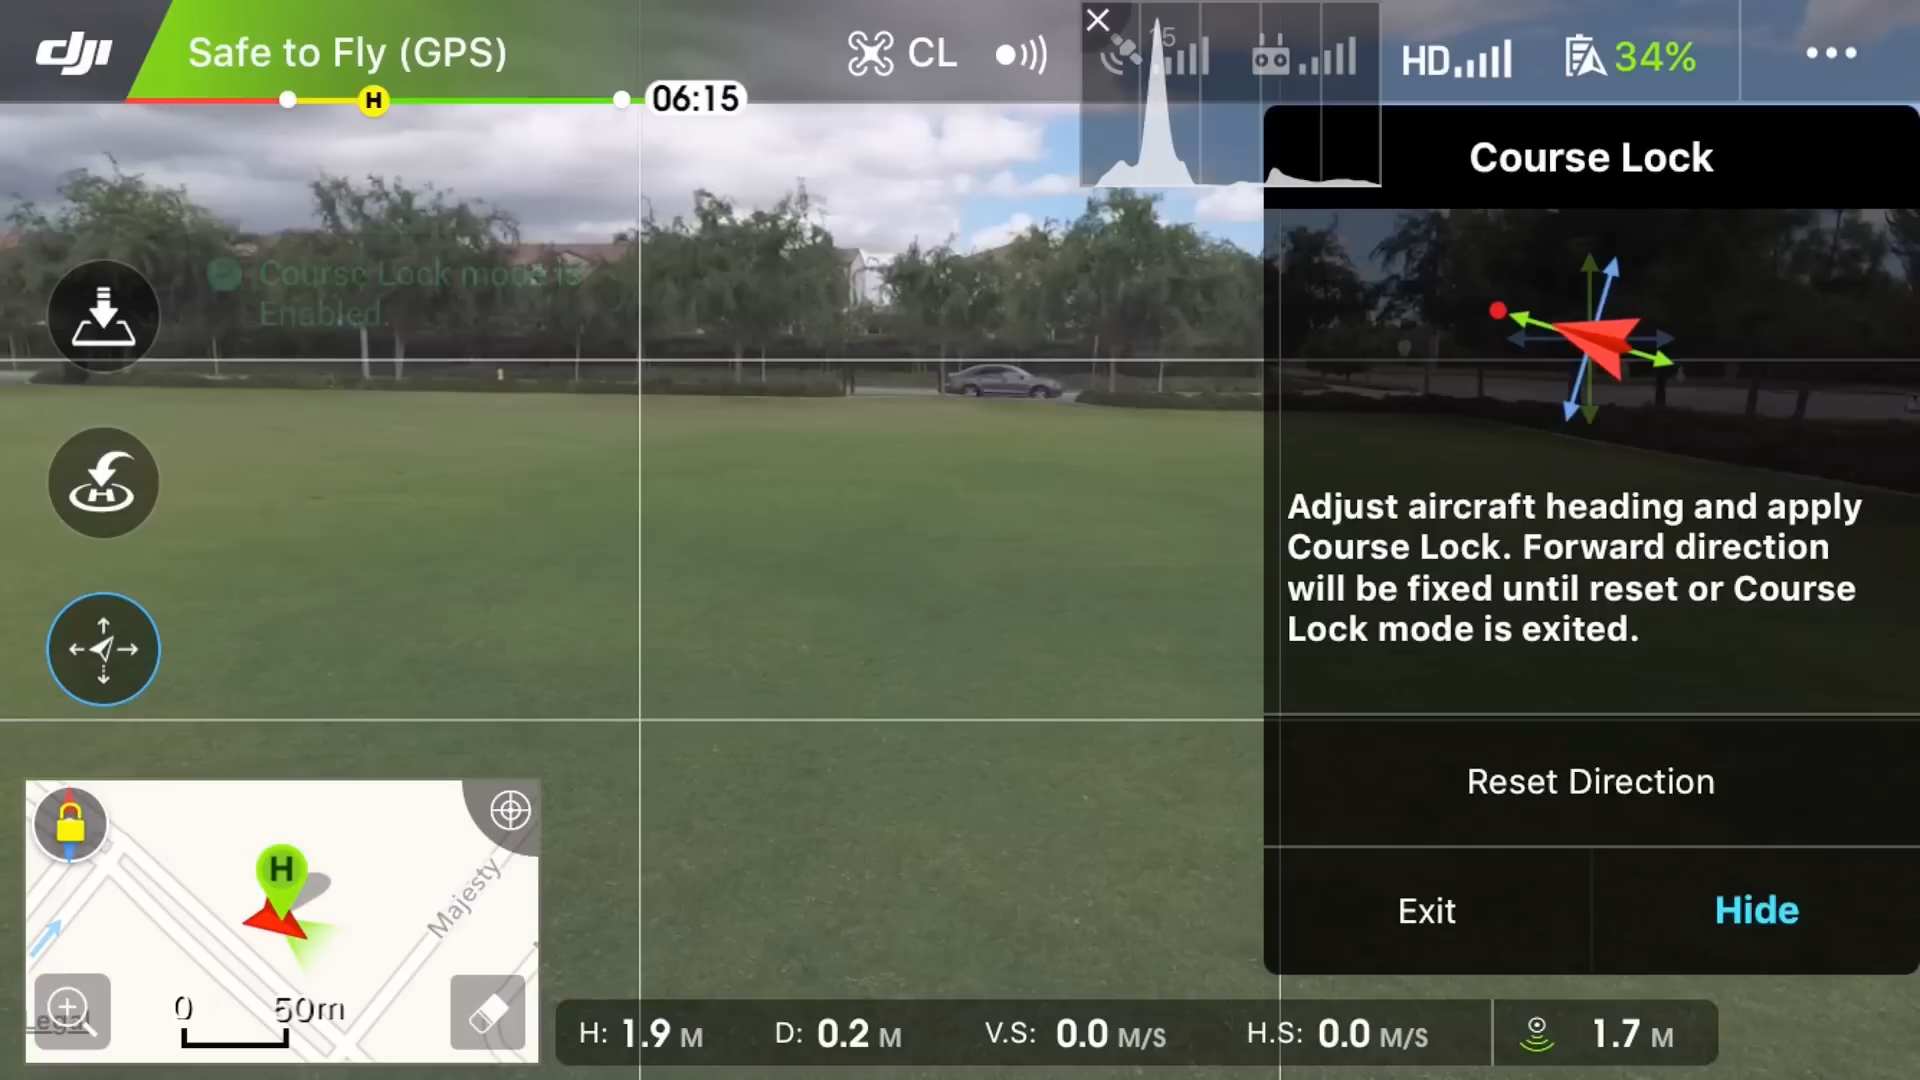 dji
Safe to Fly (GPS)
CL
15
HD
34%
H
06:15
Course Lock
Course Lock mode is
Enabled.
Adjust aircraft heading and apply
Course Lock. Forward direction
will be fixed until reset or Course
Lock mode is exited.
Reset Direction
Exit
Hide
H
Majesty
0
50m
Legal
H: 1.9 M
D: 0.2 M
V.S: 0.0 M/S
H.S: 0.0 M/S
1.7 M